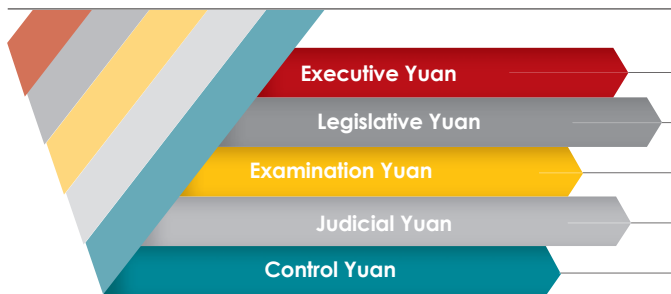 Executive Yuan
Legislative Yuan
Examination Yuan
Judicial Yuan
Control Yuan